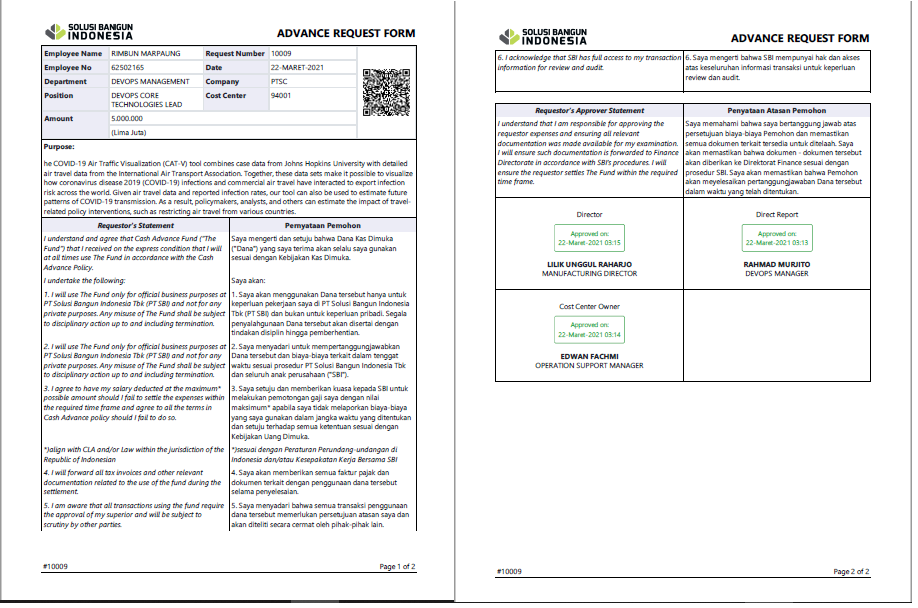 SOLUSI BANGUN
INDONESIA
ADVANCE REQUEST FORM
Employee Name RIMBUN MARPAUNG Request Number 10009
Employee No 62502165 Date 22-MARET-2021
Department DEVOPS MANAGEMENT Company PTSC
Position DEVOPS CORE TECHNOLOGIES LEAD Cost Center 94001
Amount 5.000.000
(Lima Juta)
Purpose:
he COVID-19 Air Traffic Visualization (CAT-V) tool combines case data from Johns Hopkins University with detailed
air travel data from the International Air Transport Association. Together, these data sets make it possible to visualize
how coronavirus disease 2019 (COVID-19) infections and commercial air travel have interacted to export infection
risk across the world. Given air travel data and reported infection rates, our tool can also be used to estimate future
patterns of COVID-19 transmission. As a result, policymakers, analysts, and others can estimate the impact of travel-
related policy interventions, such as restricting air travel from various countries.
Requestor's Statement
I understand and agree that Cash Advance Fund ("The
Fund") that I received on the express condition that I will
at all times use The Fund in accordance with the Cash
Advance Policy.
I undertake the following:
1. I will use The Fund only for official business purposes at
PT Solusi Bangun Indonesia Tbk (PT SBI) and not for any
private purposes. Any misuse of The Fund shall be subject
to disciplinary action up to and including termination.
2. I will use The Fund only for official business purposes at
PT Solusi Bangun Indonesia Tbk (PT SBI) and not for any
private purposes. Any misuse of The Fund shall be subject
to disciplinary action up to and including termination.
3. I agree to have my salary deducted at the maximum*
possible amount should I fail to settle the expenses within
the required time frame and agree to all the terms in
Cash Advance policy should I fail to do so.
*)align with CLA and/or Law within the jurisdiction of the
Republic of Indonesian
4. I will forward all tax invoices and other relevant
documentation related to the use of the fund during the
settlement.
5. I am aware that all transactions using the fund require
the approval of my superior and will be subject to
scrutiny by other parties.
Pernyataan Pemohon
Saya mengerti dan setuju bahwa Dana Kas Dimuka
("Dana") yang saya terima akan selalu saya gunakan
sesuai dengan Kebijakan Kas Dimuka.
Saya akan:
1. Saya akan menggunakan Dana tersebut hanya untuk
keperluan pekerjaan saya di PT Solusi Bangun Indonesia
Tbk (PT SBI) dan bukan untuk keperluan pribadi. Segala
penyalahgunaan Dana tersebut akan disertai dengan
tindakan disiplin hingga pemberhentian.
2. Saya menyadari untuk mempertanggungjawabkan
Dana tersebut dan biaya-biaya terkait dalam tenggat
waktu sesuai prosedur PT Solusi Bangun Indonesia Tbk
dan seluruh anak perusahaan ("SBI").
3. Saya setuju dan memberikan kuasa kepada SBI untuk
melakukan pemotongan gaji saya dengan nilai
maksimum* apabila saya tidak melaporkan biaya-biaya
yang saya gunakan dalam jangka waktu yang ditentukan
dan setuju terhadap semua ketentuan sesuai dengan
Kebijakan Uang Dimuka.
*)sesuai dengan Peraturan Perundang-undangan di
Indonesia dan/atau Kesepakatan Kerja Bersama SBI
4. Saya akan memberikan semua faktur pajak dan
dokumen terkait dengan penggunaan dana tersebut
selama penyelesaian.
5. Saya menyadari bahwa semua transaksi penggunaan
dana tersebut memerlukan persetujuan atasan saya dan
akan diteliti secara cermat oleh pihak-pihak lain.
#10009 Page 1 of 2
SOLUSI BANGUN
INDONESIA
ADVANCE REQUEST FORM
6. I acknowledge that SBI has full access to my transaction
information for review and audit.
6. Saya mengerti bahwa SBI mempunyai hak dan akses
atas keseluruhan informasi transaksi untuk keperluan
review dan audit.
Requestor's Approver Statement
I understand that I am responsible for approving the
requestor expenses and ensuring all relevant
documentation was made available for my examination.
I will ensure such documentation is forwarded to Finance
Directorate in accordance with SBI's procedures. I will
ensure the requestor settles The Fund within the required
time frame.
Penyataan Atasan Pemohon
Saya memahami bahwa saya bertanggung jawab atas
persetujuan biaya-biaya Pemohon dan memastikan
semua dokumen terkait tersedia untuk ditelaah. Saya
akan memastikan bahwa dokumen - dokumen tersebut
akan diberikan ke Direktorat Finance sesuai dengan
prosedur SBI. Saya akan memastikan bahwa Pemohon
akan meyelesaikan pertanggungjawaban Dana tersebut
dalam waktu yang telah ditentukan.
Director
Approved on:
22-Maret-2021 03:15
LILIK UNGGUL RAHARJO
MANUFACTURING DIRECTOR
Direct Report
Approved on:
22-Maret-2021 03:13
RAHMAD MURJITO
DEVOPS MANAGER
Cost Center Owner
Approved on:
22-Maret-2021 03:14
EDWAN FACHMI
OPERATION SUPPORT MANAGER
#10009 Page 2 of 2